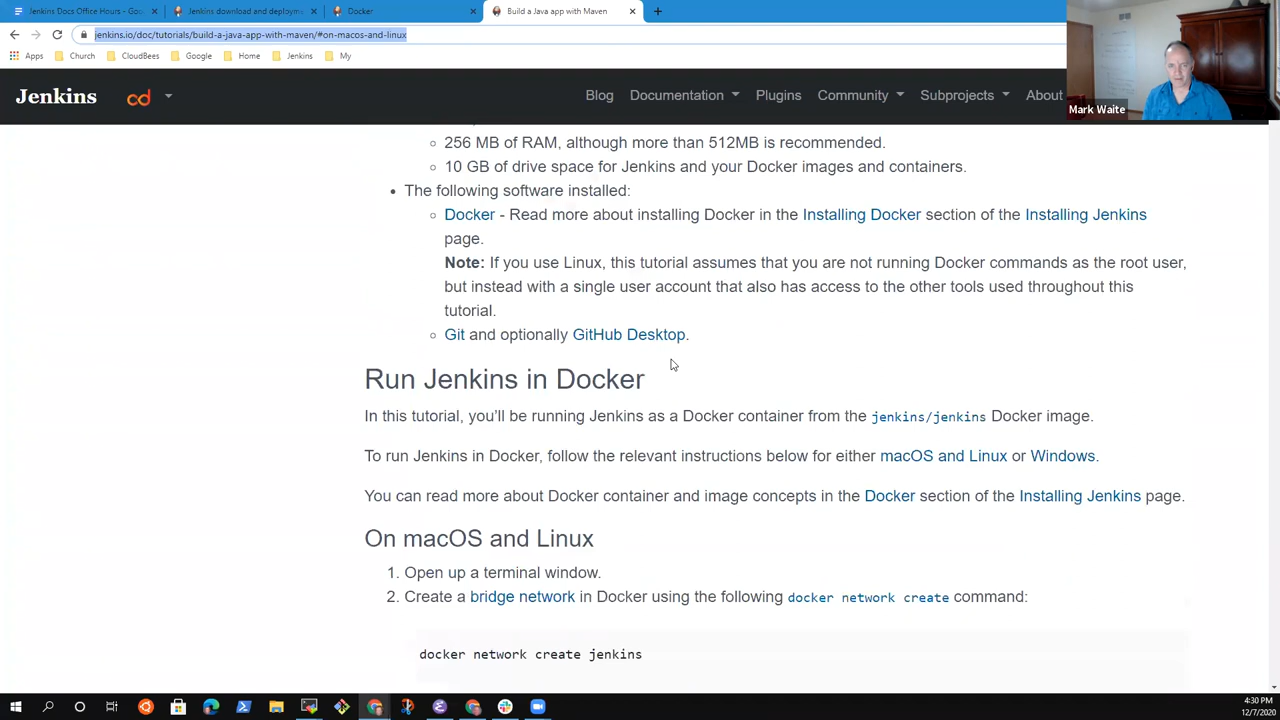 Jenkins Docs Office Hours - Goo
Jenkins download and deploym
Docker
Build a Java app with Maven
jenkins.io/doc/tutorials/build-a-java-app-with-maven/#on-macos-and-linux
Apps
Church
CloudBees
Google
Home
Jenkins
My
Mark Waite
Jenkins
cd
Blog
Documentation
Plugins
Community
Subprojects
About
256 MB of RAM, although more than 512MB is recommended.
10 GB of drive space for Jenkins and your Docker images and containers.
The following software installed:
Docker - Read more about installing Docker in the Installing Docker section of the Installing Jenkins
page.
Note: If you use Linux, this tutorial assumes that you are not running Docker commands as the root user,
but instead with a single user account that also has access to the other tools used throughout this
tutorial.
Git and optionally GitHub Desktop.
Run Jenkins in Docker
In this tutorial, you'll be running Jenkins as a Docker container from the jenkins/jenkins Docker image.
To run Jenkins in Docker, follow the relevant instructions below for either macOS and Linux or Windows.
You can read more about Docker container and image concepts in the Docker section of the Installing Jenkins page.
On macOS and Linux
1. Open up a terminal window.
2. Create a bridge network in Docker using the following docker network create command:
docker network create jenkins
4:30 PM
12/7/2020